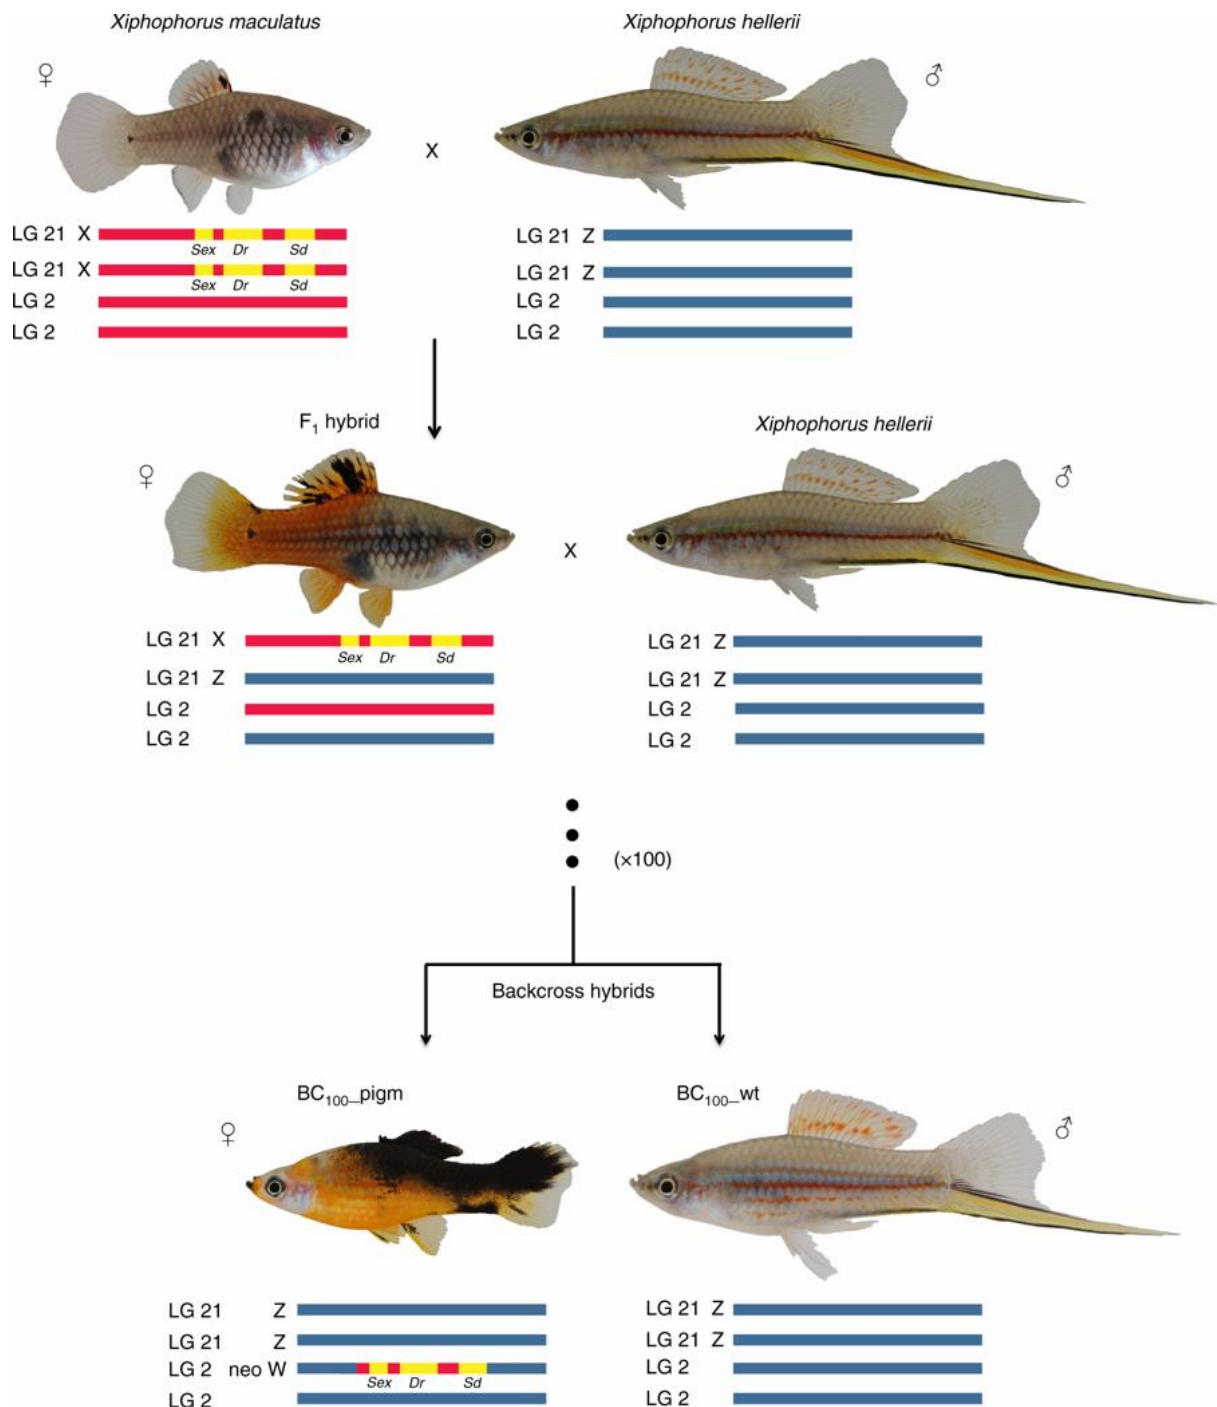 Xiphophorus maculatus
Xiphophorus hellerii
♀
♂
X
LG 21 X
Sex Dr Sd
LG 21 X
Sex Dr Sd
LG 2
LG 2
LG 21 Z
LG 21 Z
LG 2
LG 2
F1 hybrid
Xiphophorus hellerii
♀
♂
X
LG 21 X
Sex Dr Sd
LG 21 Z
LG 2
LG 2
LG 21 Z
LG 21 Z
LG 2
LG 2
(×100)
Backcross hybrids
BC100_pigm
BC100_wt
♀
♂
LG 21 Z
LG 21 Z
LG 2 neo W
Sex Dr Sd
LG 2
LG 21 Z
LG 21 Z
LG 2
LG 2